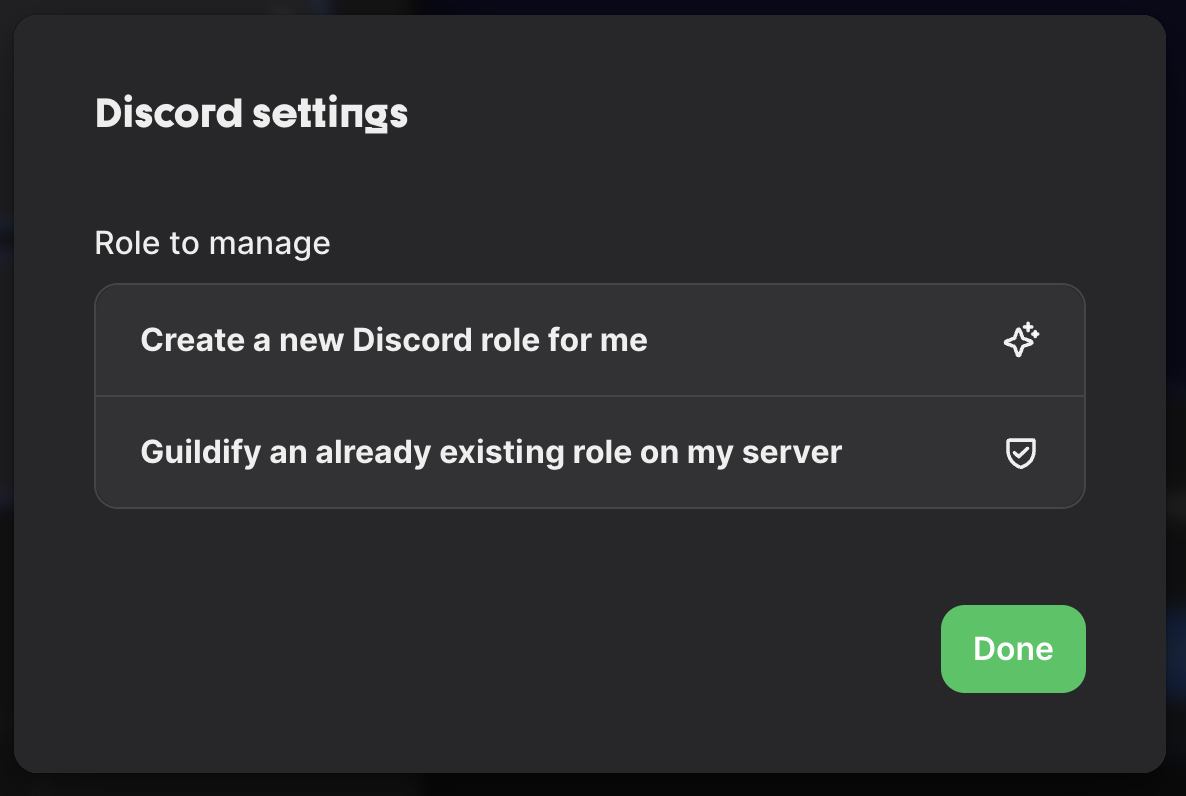 Discord settings
Role to manage
Create a new Discord role for me
Guildify an already existing role on my server
Done